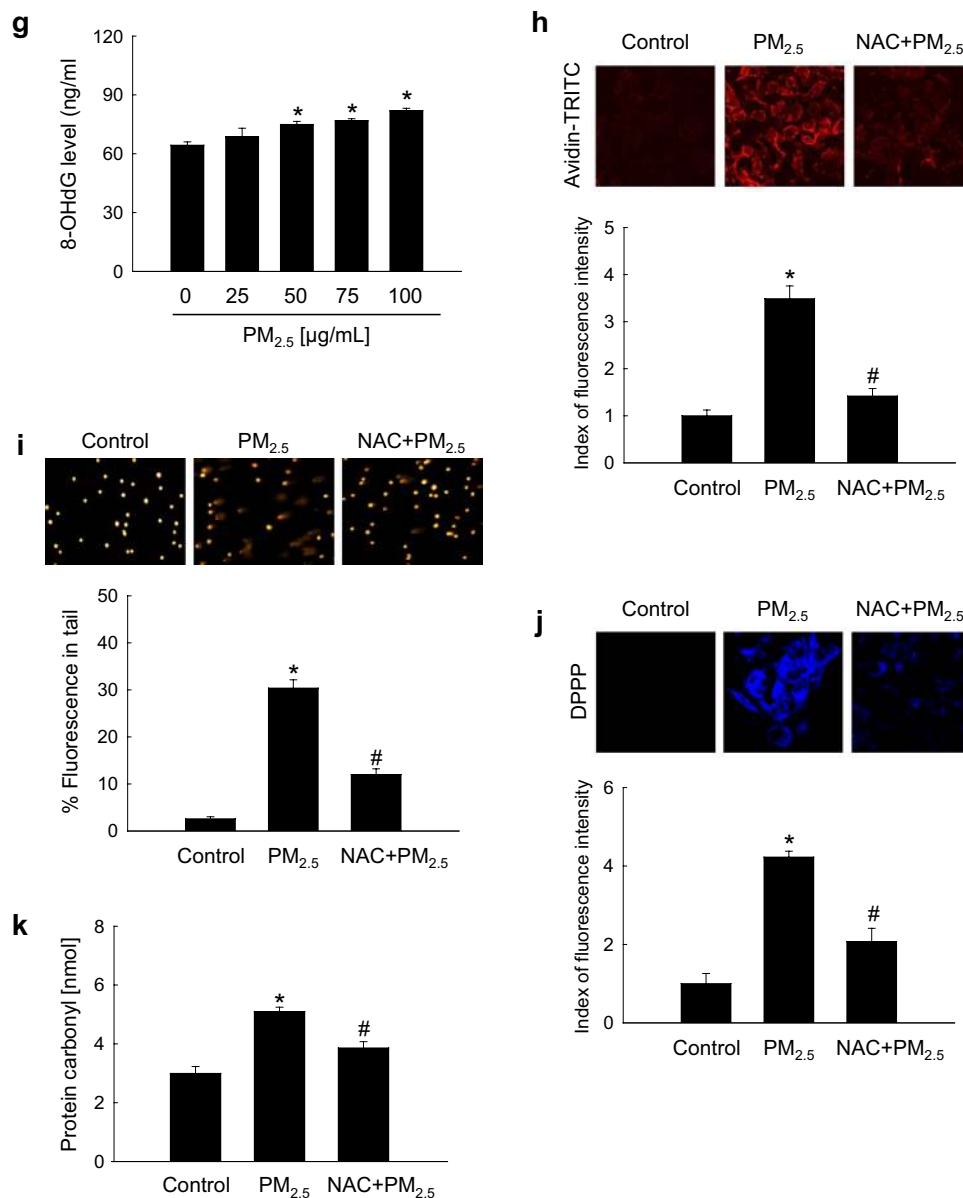 g
120
90
60
30
0
8-OHdG level (ng/ml)
* * *
0 25 50 75 100
PM2.5 [µg/mL]
h
Control PM2.5 NAC+PM2.5
Avidin-TRITC
5
4
3
2
1
0
Index of fluorescence intensity
*
#
Control PM2.5 NAC+PM2.5
i
Control PM2.5 NAC+PM2.5
50
40
30
20
10
0
% Fluorescence in tail
*
#
Control PM2.5 NAC+PM2.5
j
Control PM2.5 NAC+PM2.5
DPPP
6
4
2
0
Index of fluorescence intensity
*
#
Control PM2.5 NAC+PM2.5
k
8
6
4
2
0
Protein carbonyl [nmol]
*
#
Control PM2.5 NAC+PM2.5